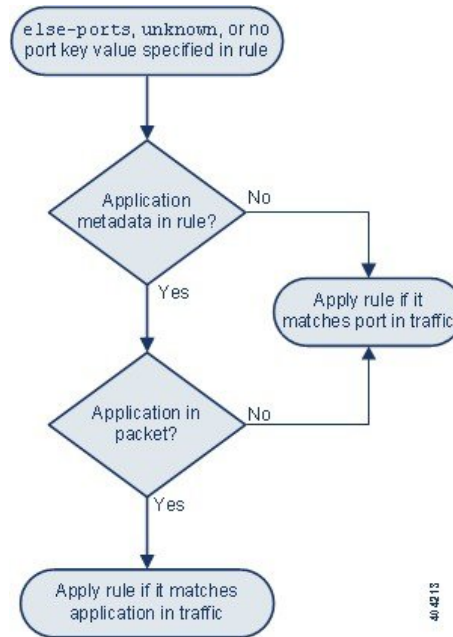 else-ports, unknown, or no
port key value specified in rule
Application
metadata in rule?
No
Yes
Apply rule if it
matches port in traffic
Application in
packet?
No
Yes
Apply rule if it matches
application in traffic
404213